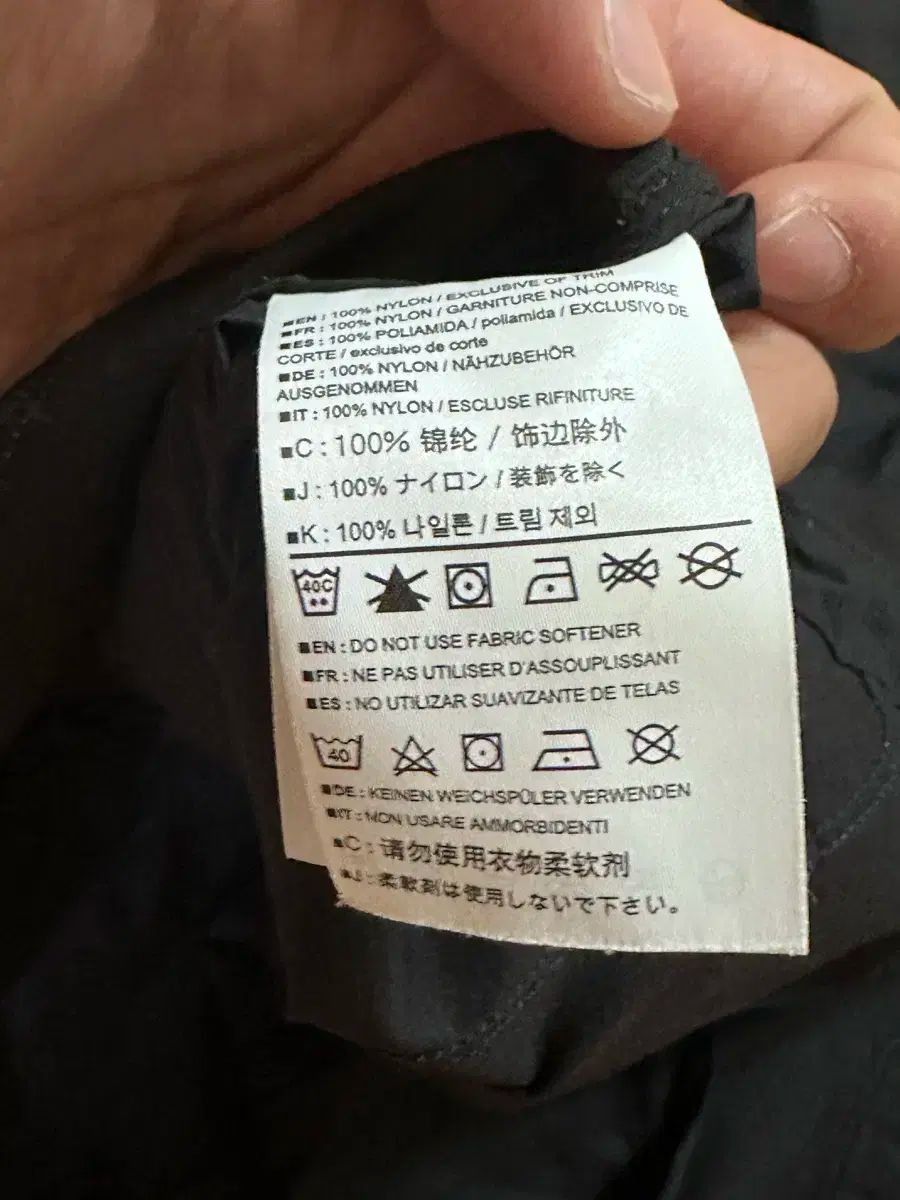 ■EN : 100% NYLON / EXCLUSIVE OF TRIM
■FR : 100% NYLON / GARNITURE NON-COMPRISE
■ES : 100% POLIAMIDA / poliamida / EXCLUSIVO DE
CORTE / exclusivo de corte
■DE : 100% NYLON / NÄHZUBEHÖR
AUSGENOMMEN
■IT : 100% NYLON / ESCLUSE RIFINITURE
■C : 100% 锦纶 / 饰边除外
■J : 100% ナイロン / 装飾を除く
■K : 100% 나일론 / 트림 제외
40C
■EN : DO NOT USE FABRIC SOFTENER
■FR : NE PAS UTILISER D'ASSOUPLISSANT
■ES : NO UTILIZAR SUAVIZANTE DE TELAS
40
■DE : KEINEN WEICHSPÜLER VERWENDEN
■IT : NON USARE AMMORBIDENTI
■C : 请勿使用衣物柔软剂
■J : 柔軟剤は使用しないで下さい。